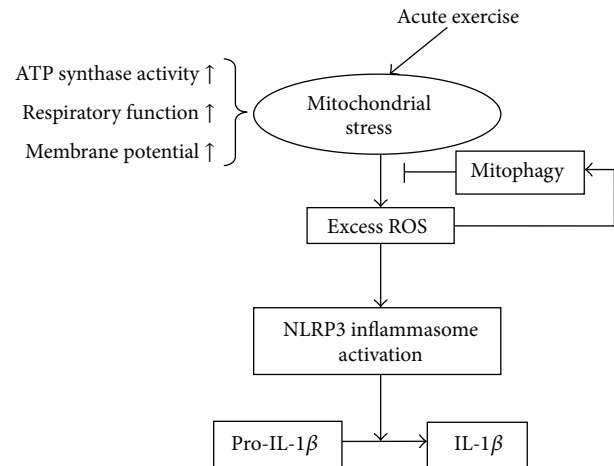 Acute exercise
ATP synthase activity ↑
Respiratory function ↑
Membrane potential ↑
Mitochondrial
stress
Mitophagy
Excess ROS
NLRP3 inflammasome
activation
Pro-IL-1β
IL-1β